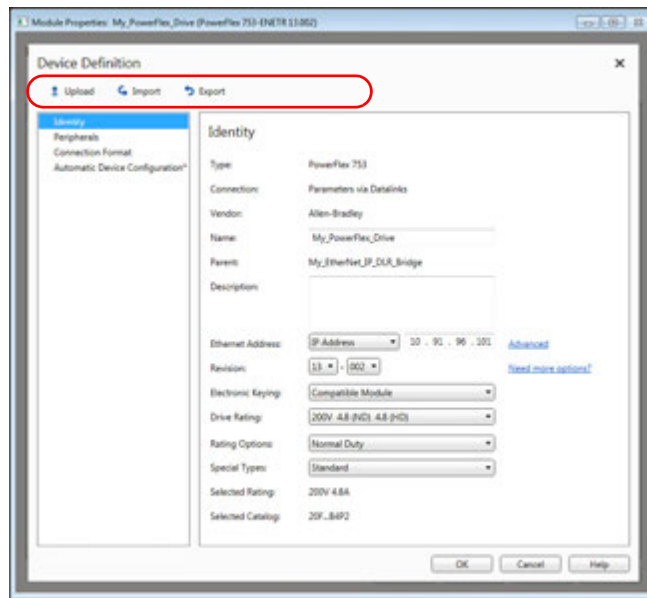 Module Properties: My_PowerFlex_Drive (PowerFlex 753-ENETR 13.002)
Device Definition
Upload Import Export
Identity
Peripherals
Connection Format
Automatic Device Configuration*
Identity
Type: PowerFlex 753
Connection: Parameters via Datalinks
Vendor: Allen-Bradley
Name: My_PowerFlex_Drive
Parent: My_EtherNet_IP_DLR_Bridge
Description:
Ethernet Address: IP Address 10 . 91 . 96 . 101 Advanced
Revision: 13 - 002 Need more options?
Electronic Keying: Compatible Module
Drive Rating: 200V 4.8 (ND) 4.8 (HD)
Rating Options: Normal Duty
Special Types: Standard
Selected Rating: 200V 4.8A
Selected Catalog: 20F...B4P2
OK Cancel Help